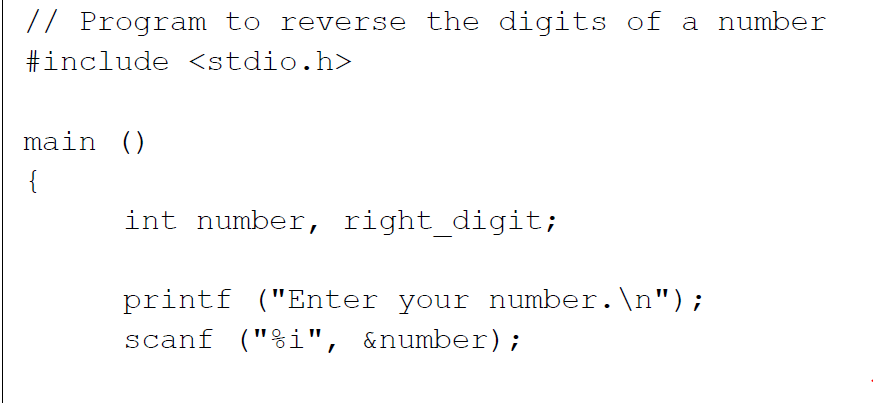 // Program to reverse the digits of a number
#include <stdio.h>
main ()
{
int number, right_digit;
printf ("Enter your number.\n");
scanf ("%i", &number);